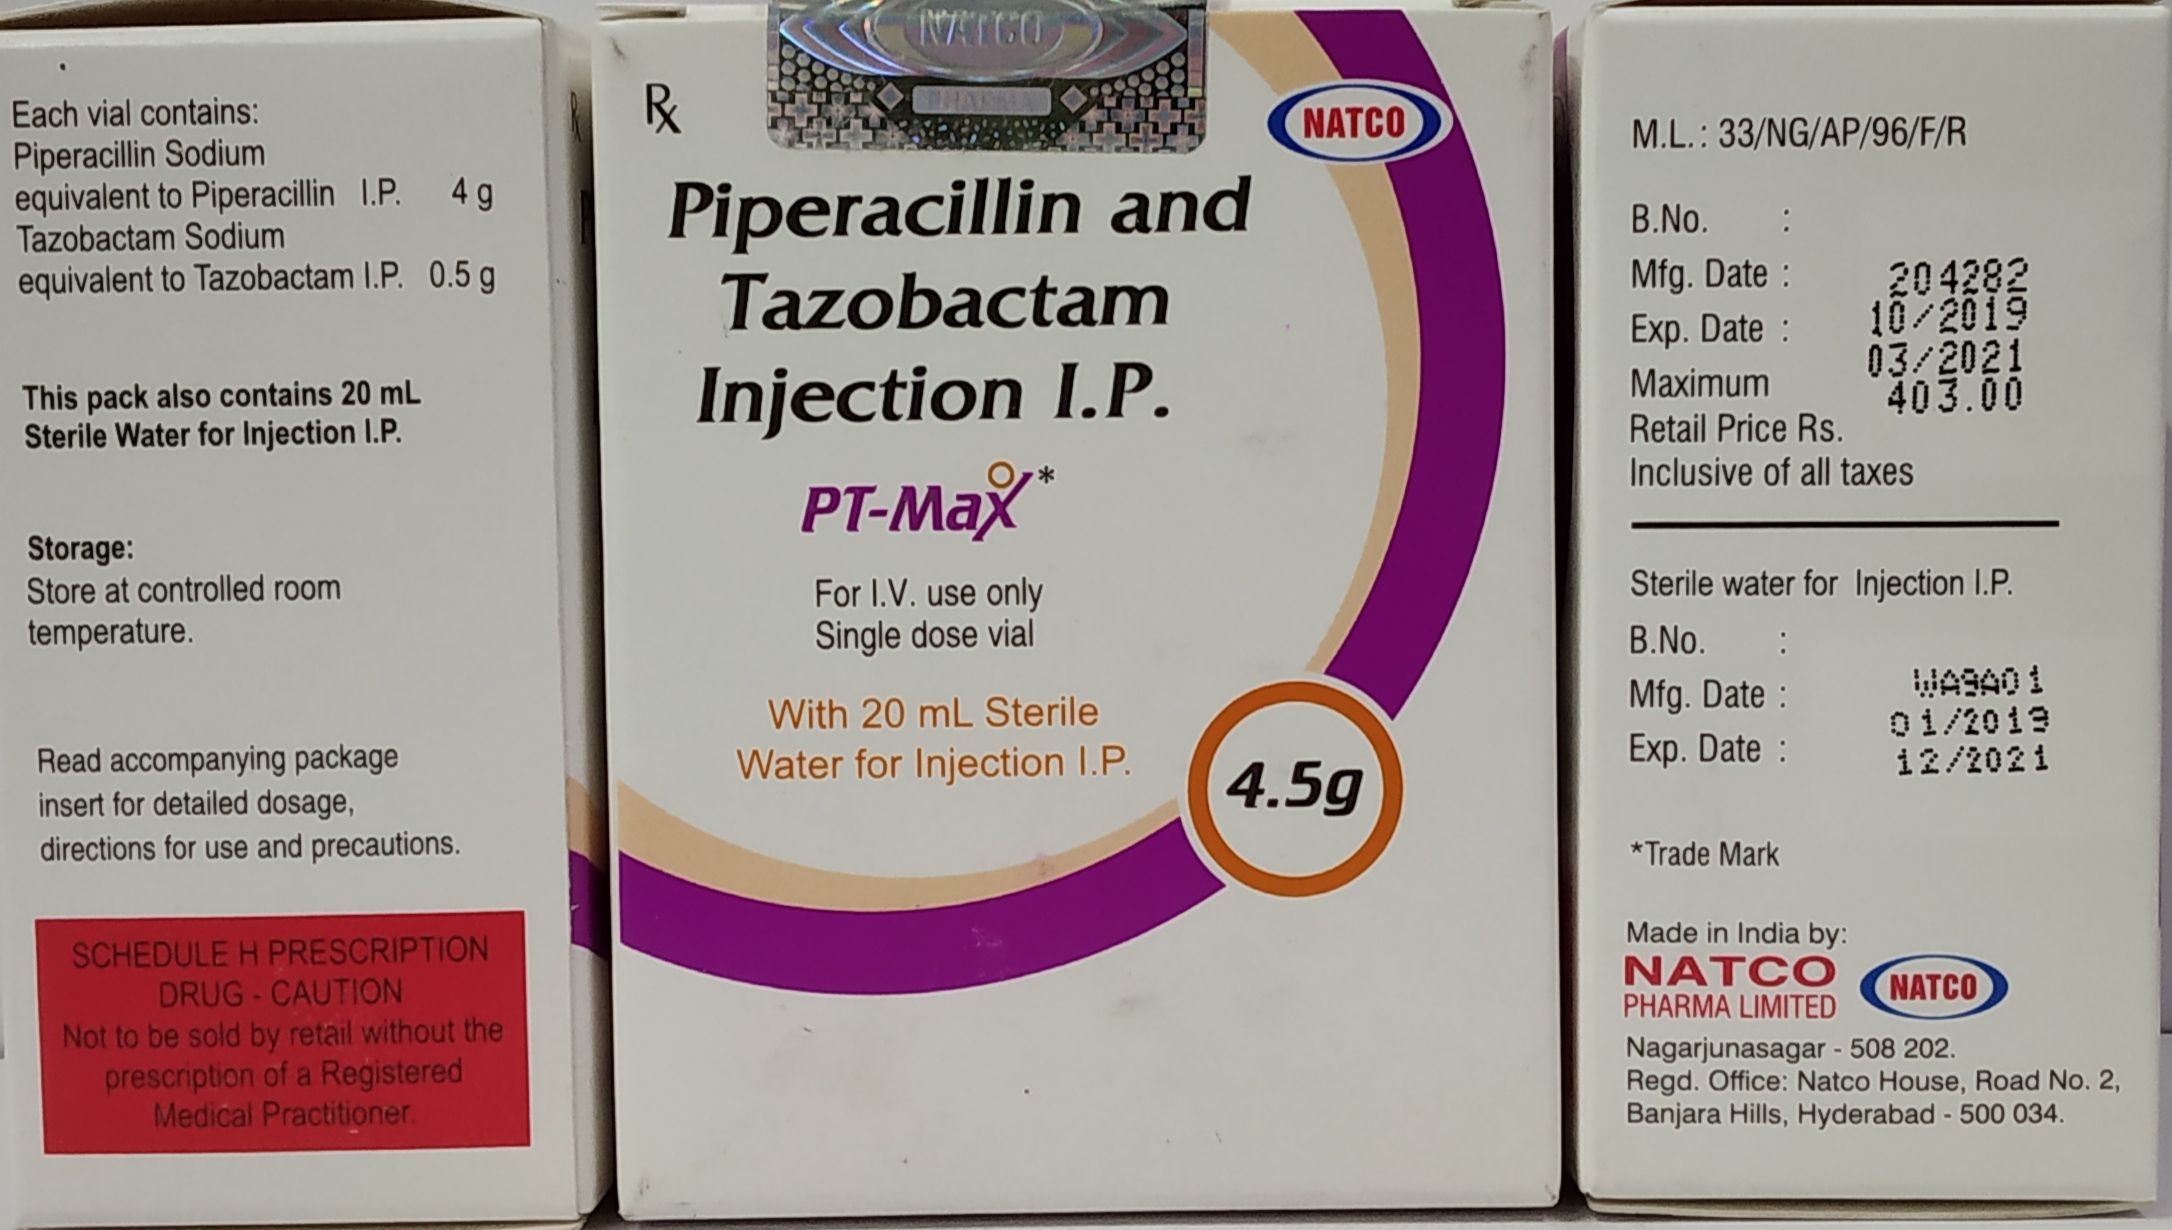 Each vial contains:
Piperacillin Sodium
equivalent to Piperacillin I.P. 4 g
Tazobactam Sodium
equivalent to Tazobactam I.P. 0.5 g
This pack also contains 20 mL
Sterile Water for Injection I.P.
Storage:
Store at controlled room
temperature.
Read accompanying package
insert for detailed dosage,
directions for use and precautions.
SCHEDULE H PRESCRIPTION
DRUG - CAUTION
Not to be sold by retail without the
prescription of a Registered
Medical Practitioner.
NATCO
PHARMA
Rx
NATCO
Piperacillin and
Tazobactam
Injection I.P.
PT-Max*
For I.V. use only
Single dose vial
With 20 mL Sterile
Water for Injection I.P.
4.5g
M.L.: 33/NG/AP/96/F/R
B.No. :
Mfg. Date : 204282
Exp. Date : 10/2019
03/2021
Maximum 403.00
Retail Price Rs.
Inclusive of all taxes
Sterile water for Injection I.P.
B.No. :
Mfg. Date : WA9A01
01/2019
Exp. Date : 12/2021
*Trade Mark
Made in India by:
NATCO
PHARMA LIMITED
NATCO
Nagarjunasagar - 508 202.
Regd. Office: Natco House, Road No. 2,
Banjara Hills, Hyderabad - 500 034.